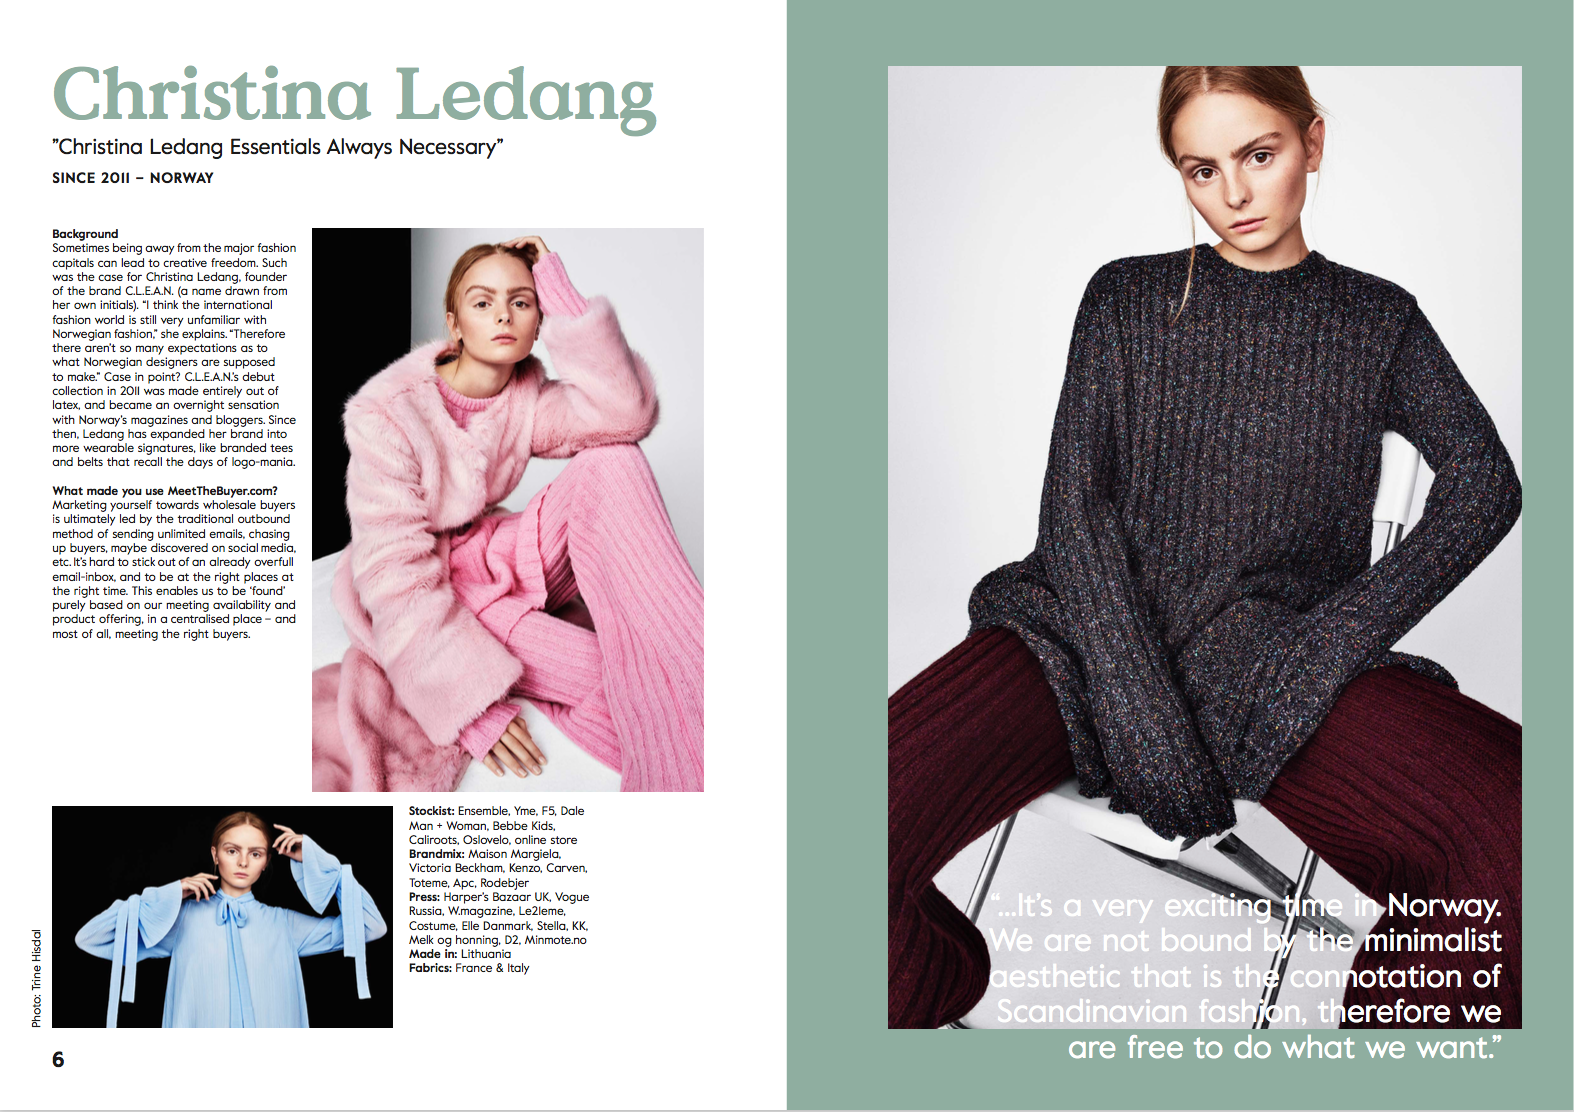 Christina Ledang
"Christina Ledang Essentials Always Necessary"
SINCE 2011 – NORWAY
Background
Sometimes being away from the major fashion
capitals can lead to creative freedom. Such
was the case for Christina Ledang, founder
of the brand C.L.E.A.N. (a name drawn from
her own initials). "I think the international
fashion world is still very unfamiliar with
Norwegian fashion," she explains. "Therefore
there aren't so many expectations as to
what Norwegian designers are supposed
to make." Case in point? C.L.E.A.N.'s debut
collection in 2011 was made entirely out of
latex, and became an overnight sensation
with Norway's magazines and bloggers. Since
then, Ledang has expanded her brand into
more wearable signatures, like branded tees
and belts that recall the days of logo-mania.
What made you use MeetTheBuyer.com?
Marketing yourself towards wholesale buyers
is ultimately led by the traditional outbound
method of sending unlimited emails, chasing
up buyers, maybe discovered on social media,
etc. It's hard to stick out of an already overfull
email-inbox, and to be at the right places at
the right time. This enables us to be 'found'
purely based on our meeting availability and
product offering, in a centralised place – and
most of all, meeting the right buyers.
Stockist: Ensemble, Yme, F5, Dale
Man + Woman, Bebbe Kids,
Caliroots, Oslovelo, online store
Brandmix: Maison Margiela,
Victoria Beckham, Kenzo, Carven,
Toteme, Apc, Rodebjer
Press: Harper's Bazaar UK, Vogue
Russia, W.magazine, Le2leme,
Costume, Elle Danmark, Stella, KK,
Melk og honning, D2, Minmote.no
Made in: Lithuania
Fabrics: France & Italy
Photo: Trine Hisdal
6
"...It's a very exciting time in Norway.
We are not bound by the minimalist
aesthetic that is the connotation of
Scandinavian fashion, therefore we
are free to do what we want."